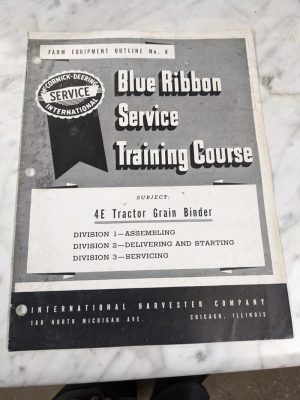 FARM EQUIPMENT OUTLINE No. 8
McCORMICK-DEERING
SERVICE
INTERNATIONAL
Blue Ribbon
Service
Training Course
SUBJECT:
4E Tractor Grain Binder
DIVISION 1—ASSEMBLING
DIVISION 2—DELIVERING AND STARTING
DIVISION 3—SERVICING
INTERNATIONAL HARVESTER COMPANY
180 NORTH MICHIGAN AVE. CHICAGO, ILLINOIS